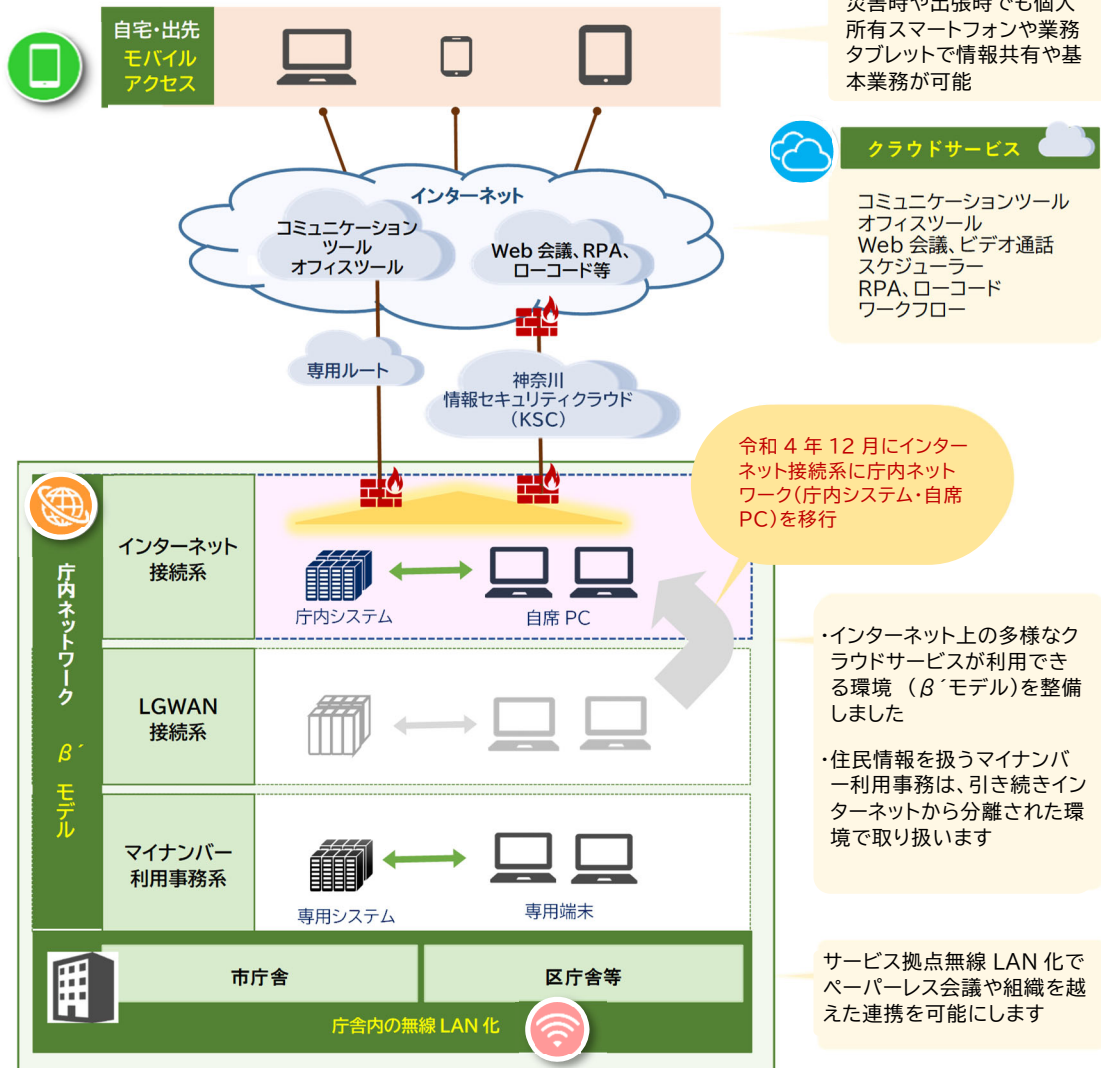 災害時や出張時でも個人
所有スマートフォンや業務
タブレットで情報共有や基
本業務が可能
自宅・出先
モバイル
アクセス
クラウドサービス
コミュニケーションツール
オフィスツール
Web 会議、ビデオ通話
スケジューラー
RPA、ローコード
ワークフロー
インターネット
コミュニケーション
ツール
オフィスツール
Web 会議、RPA、
ローコード等
専用ルート
神奈川
情報セキュリティクラウド
(KSC)
令和 4 年 12 月にインター
ネット接続系に庁内ネット
ワーク(庁内システム・自席
PC)を移行
庁内ネットワーク β´モデル
インターネット
接続系
庁内システム
自席 PC
LGWAN
接続系
マイナンバー
利用事務系
専用システム
専用端末
・インターネット上の多様なク
ラウドサービスが利用でき
る環境 (β´モデル)を整備
しました
・住民情報を扱うマイナンバ
ー利用事務は、引き続きイン
ターネットから分離された環
境で取り扱います
市庁舎
区庁舎等
庁舎内の無線 LAN 化
サービス拠点無線 LAN 化で
ペーパーレス会議や組織を越
えた連携を可能にします